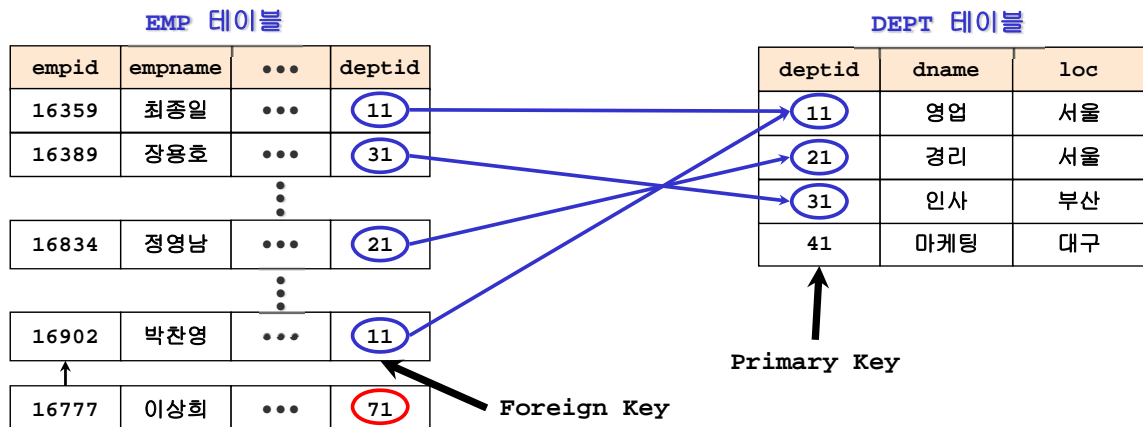 EMP 테이블
empid empname ••• deptid
16359 최종일 ••• 11
16389 장용호 ••• 31
16834 정영남 ••• 21
16902 박찬영 ••• 11
16777 이상희 ••• 71
Foreign Key
DEPT 테이블
deptid dname loc
11 영업 서울
21 경리 서울
31 인사 부산
41 마케팅 대구
Primary Key